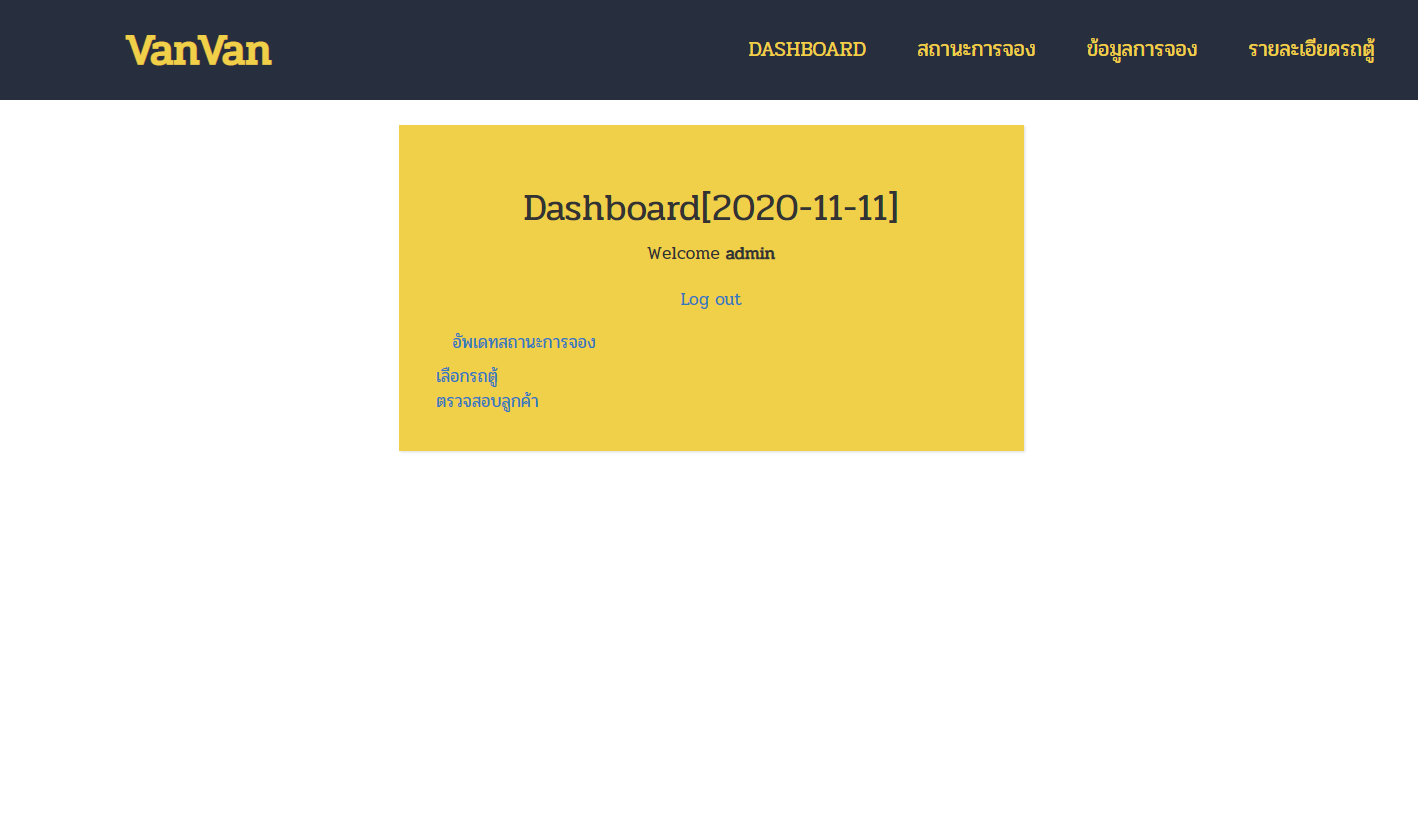 VanVan
DASHBOARD สถานะการจอง ข้อมูลการจอง รายละเอียดรถตู้
Dashboard[2020-11-11]
Welcome admin
Log out
อัพเดทสถานะการจอง
เลือกรถตู้
ตรวจสอบลูกค้า